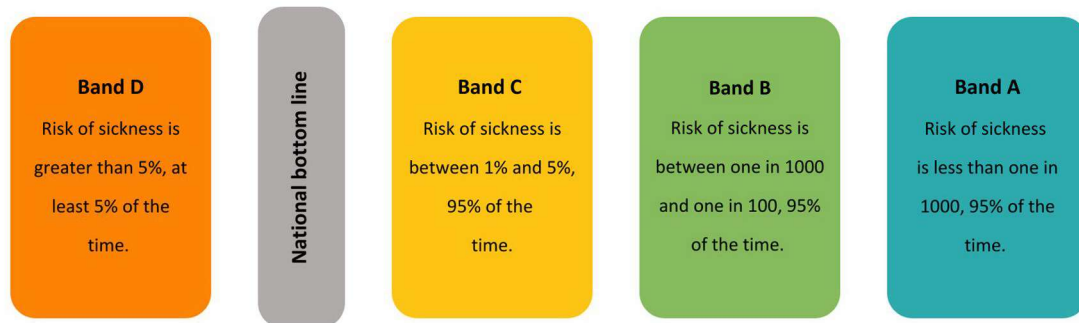 Band D
Risk of sickness is
greater than 5%, at
least 5% of the
time.
National bottom line
Band C
Risk of sickness is
between 1% and 5%,
95% of the
time.
Band B
Risk of sickness is
between one in 1000
and one in 100, 95%
of the time.
Band A
Risk of sickness
is less than one in
1000, 95% of the
time.